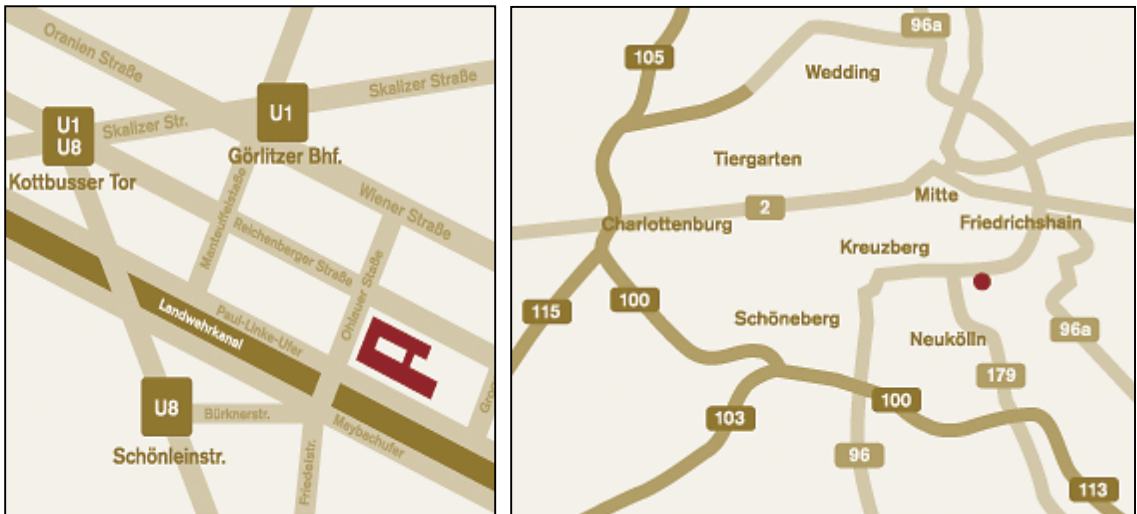 Oranien Straße
Skalizer Straße
U1
U1
U8
Skalizer Str.
Görlitzer Bhf.
Kottbusser Tor
Wiener Straße
Manteuffelstaße
Reichenberger Straße
Ohlauer Staße
Landwehrkanal
Paul-Linke-Ufer
U8
Bürknerstr.
Maybachufer
Schönleinstr.
Friedelstr.
96a
105
Wedding
Tiergarten
2
Mitte
Charlottenburg
Friedrichshain
Kreuzberg
115
100
Schöneberg
96a
Neukölln
179
103
100
96
113